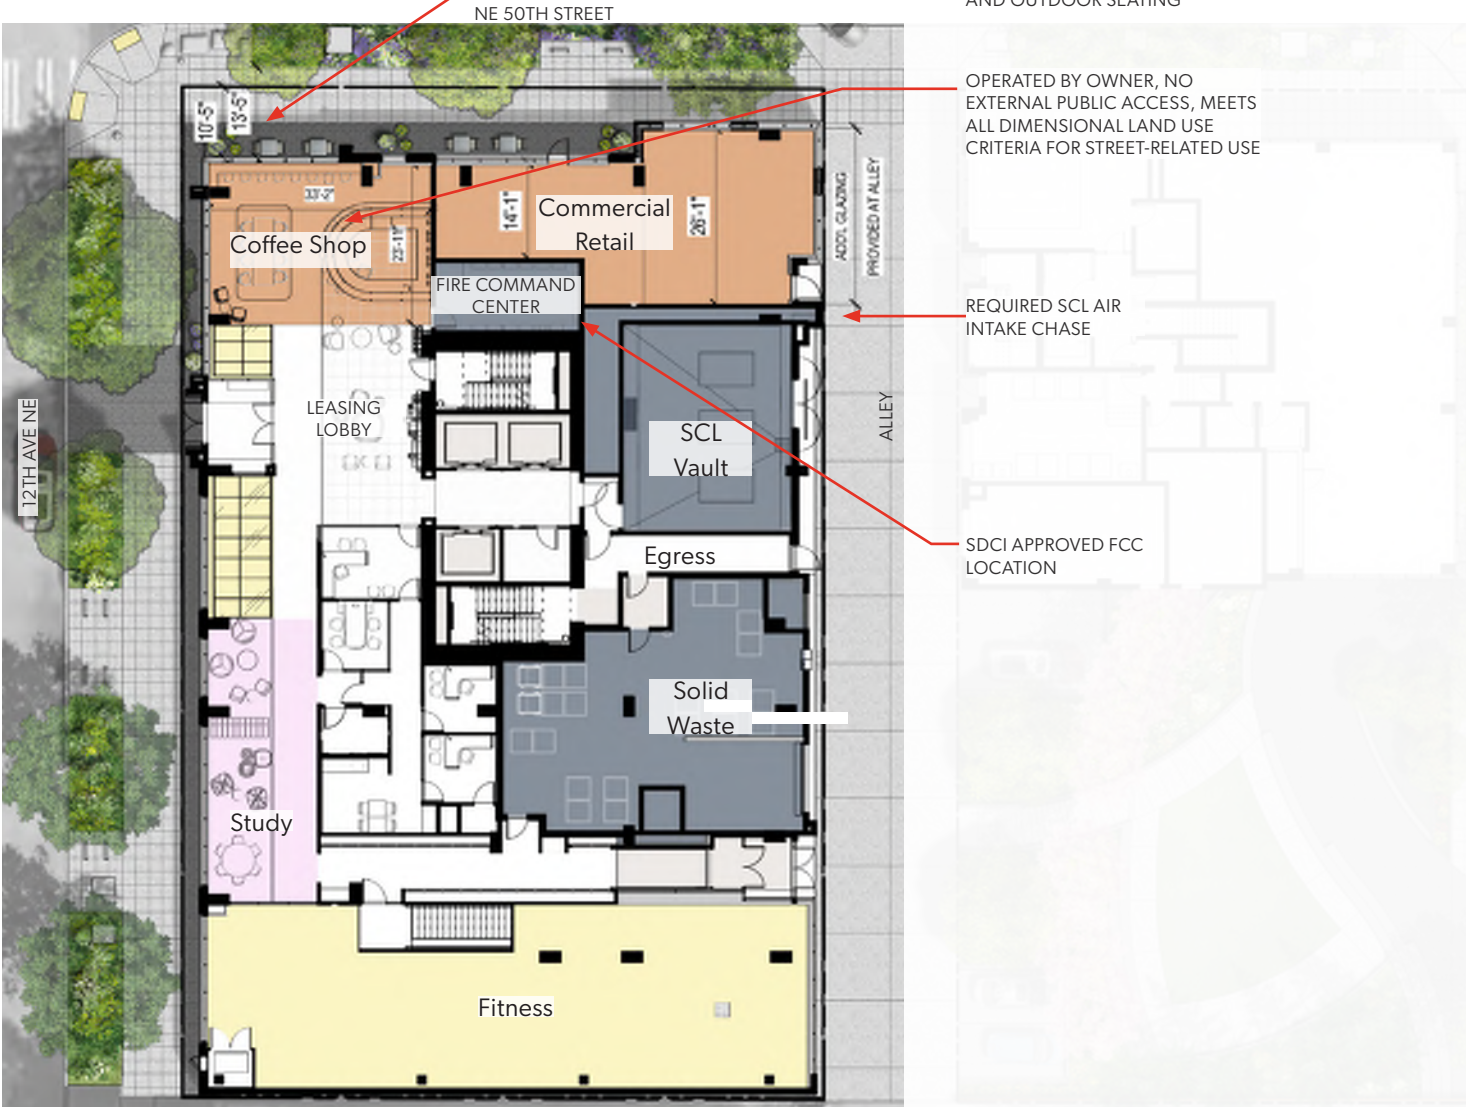 NE 50TH STREET
AND OUTDOOR SEATING
OPERATED BY OWNER, NO
EXTERNAL PUBLIC ACCESS, MEETS
ALL DIMENSIONAL LAND USE
CRITERIA FOR STREET-RELATED USE
10'-5"
13'-5"
33'-2"
14'-1"
26'-1"
23'-11"
Commercial
Retail
Coffee Shop
ADD'L GLAZING
PROVIDED AT ALLEY
FIRE COMMAND
CENTER
REQUIRED SCL AIR
INTAKE CHASE
LEASING
LOBBY
12TH AVE NE
ALLEY
SCL
Vault
SDCI APPROVED FCC
LOCATION
Egress
Solid
Waste
Study
Fitness